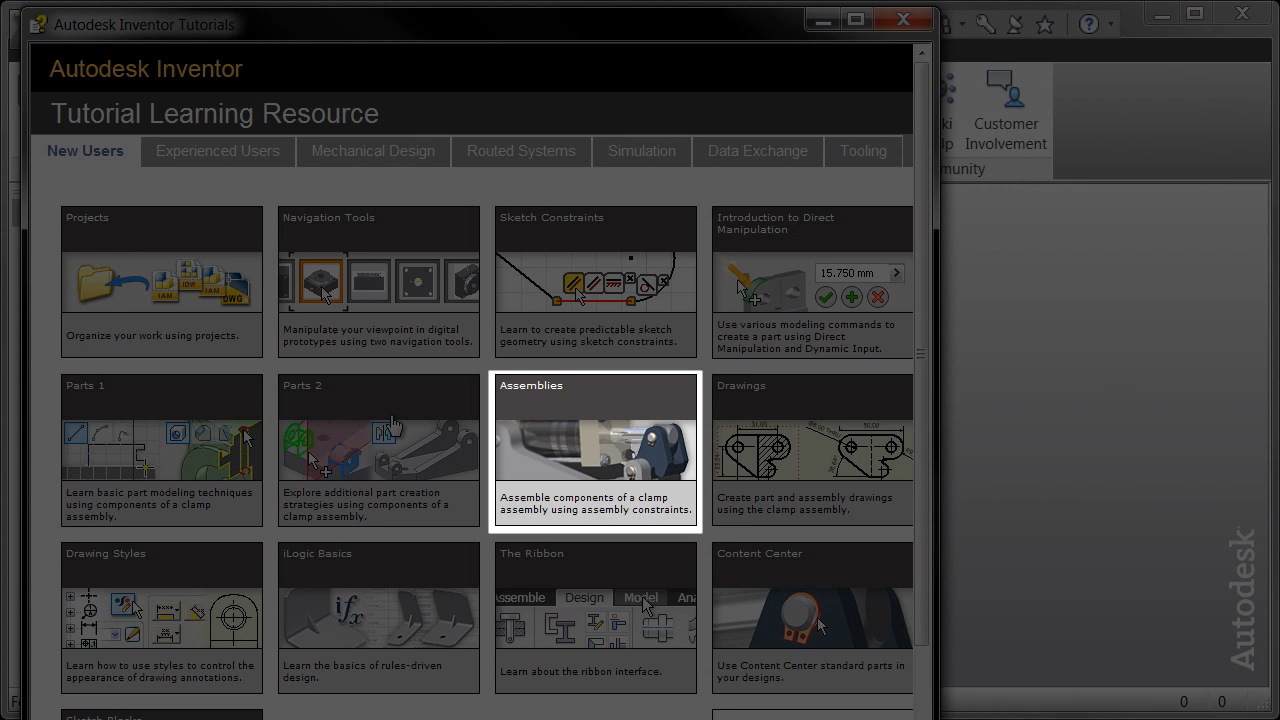 Autodesk Inventor Tutorials
Autodesk Inventor
Tutorial Learning Resource
New Users
Experienced Users
Mechanical Design
Routed Systems
Simulation
Data Exchange
Tooling
Customer
Involvement
Projects
Organize your work using projects.
Navigation Tools
Manipulate your viewpoint in digital
prototypes using two navigation tools.
Sketch Constraints
Learn to create predictable sketch
geometry using sketch constraints.
Introduction to Direct
Manipulation
15.750 mm
Use various modeling commands to
create a part using Direct
Manipulation and Dynamic Input.
Parts 1
Learn basic part modeling techniques
using components of a clamp
assembly.
Parts 2
Explore additional part creation
strategies using components of a
clamp assembly.
Assemblies
Assemble components of a clamp
assembly using assembly constraints.
Drawings
Create part and assembly drawings
using the clamp assembly.
Drawing Styles
Learn how to use styles to control the
appearance of drawing annotations.
iLogic Basics
ifx
Learn the basics of rules-driven
design.
The Ribbon
Assemble
Design
Model
Ana
Learn about the ribbon interface.
Content Center
Use Content Center standard parts in
your designs.
IAM
IDW
IAM
DWG
Autodesk
0 0